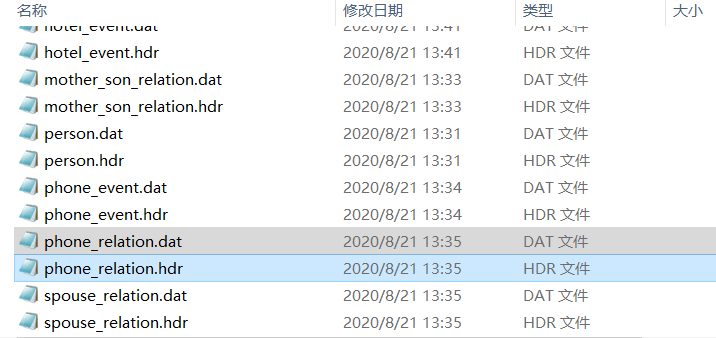 名称 修改日期 类型 大小
hotel_event.dat 2020/8/21 13:41 DAT 文件
hotel_event.hdr 2020/8/21 13:41 HDR 文件
mother_son_relation.dat 2020/8/21 13:33 DAT 文件
mother_son_relation.hdr 2020/8/21 13:33 HDR 文件
person.dat 2020/8/21 13:31 DAT 文件
person.hdr 2020/8/21 13:31 HDR 文件
phone_event.dat 2020/8/21 13:34 DAT 文件
phone_event.hdr 2020/8/21 13:34 HDR 文件
phone_relation.dat 2020/8/21 13:35 DAT 文件
phone_relation.hdr 2020/8/21 13:35 HDR 文件
spouse_relation.dat 2020/8/21 13:35 DAT 文件
spouse_relation.hdr 2020/8/21 13:35 HDR 文件